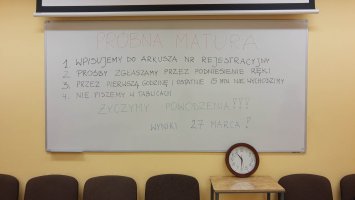 PRÓBNA MATURA
1 WPISUJEMY DO ARKUSZA NR REJESTRACYJNY
2 PROŚBY ZGŁASZAMY PRZEZ PODNIESIENIE RĘKI
3. PRZEZ PIERWSZĄ GODZINĘ I OSTATNIE 15 MIN NIE WYCHODZIMY
4. NIE PISZEMY W TABLICACH
ŻYCZYMY POWODZENIA!!!
WYNIKI 27 MARCA!